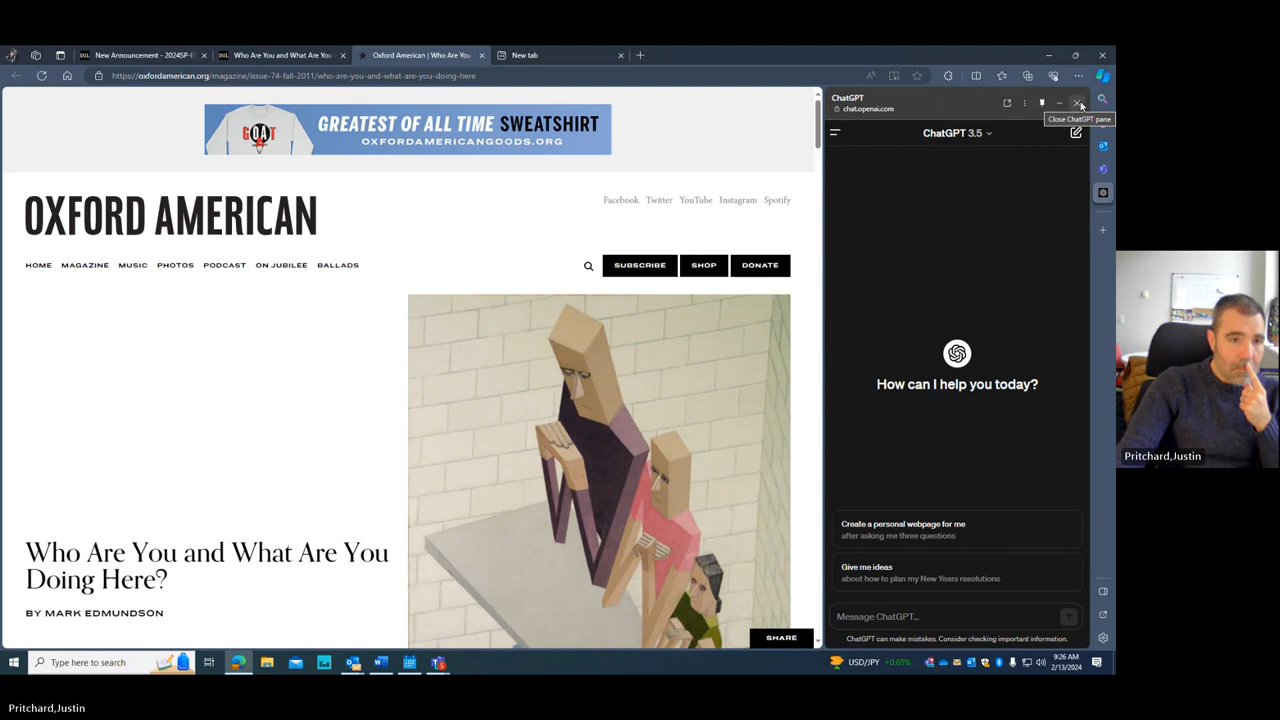 New Announcement - 2024SP-E
Who Are You and What Are You
Oxford American | Who Are You
New tab
https://oxfordamerican.org/magazine/issue-74-fall-2011/who-are-you-and-what-are-you-doing-here
GOAT
GREATEST OF ALL TIME SWEATSHIRT
OXFORDAMERICANGOODS.ORG
OXFORD AMERICAN
Facebook Twitter YouTube Instagram Spotify
HOME MAGAZINE MUSIC PHOTOS PODCAST ON JUBILEE BALLADS
SUBSCRIBE SHOP DONATE
Who Are You and What Are You
Doing Here?
BY MARK EDMUNDSON
SHARE
ChatGPT
chat.openai.com
Close ChatGPT pane
ChatGPT 3.5
How can I help you today?
Create a personal webpage for me
after asking me three questions
Give me ideas
about how to plan my New Years resolutions
Message ChatGPT...
ChatGPT can make mistakes. Consider checking important information.
Type here to search
USD/JPY +0.69%
9:26 AM
2/13/2024
Pritchard,Justin
Pritchard,Justin